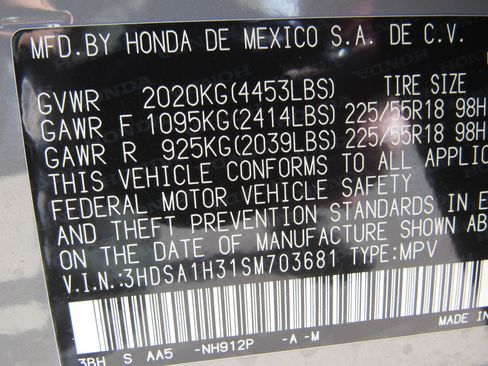 MFD.BY HONDA DE MEXICO S.A. DE C.V.
TIRE SIZE
GVWR 2020KG(4453LBS)
GAWR F 1095KG(2414LBS) 225/55R18 98H
GAWR R 925KG(2039LBS) 225/55R18 98H
THIS VEHICLE CONFORMS TO ALL APPLIC
FEDERAL MOTOR VEHICLE SAFETY
AND THEFT PREVENTION STANDARDS IN E
ON THE DATE OF MANUFACTURE SHOWN AB
V.I.N.:3HDSA1H31SM703681 TYPE:MPV
MADE IN
3BH S AA5 -NH912P -A -M